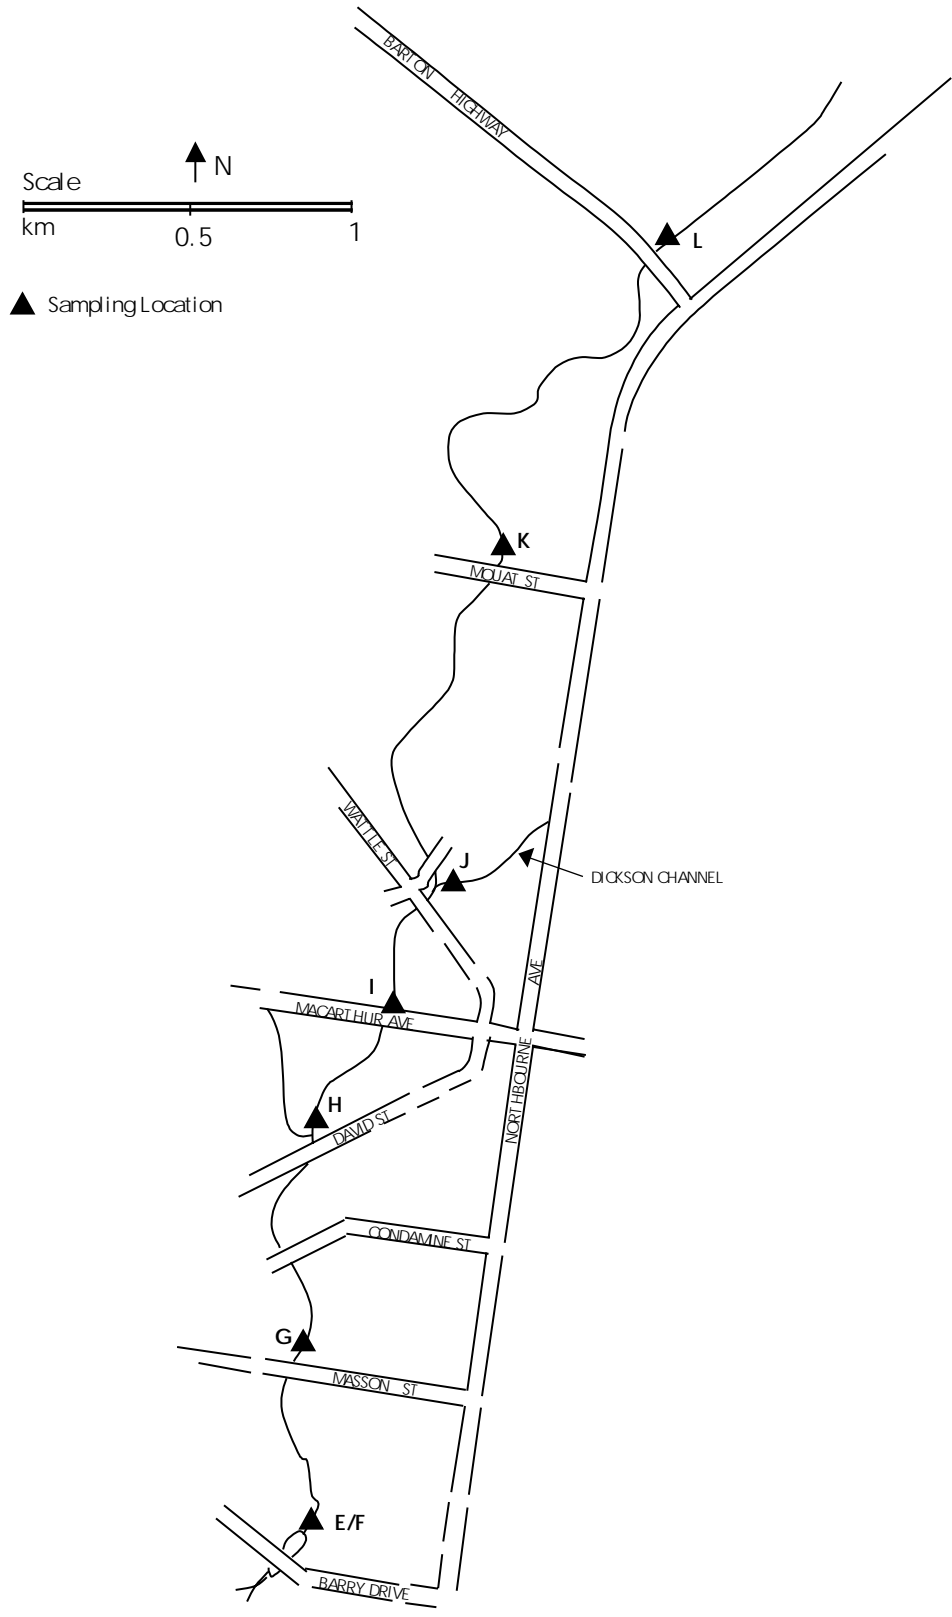 BARTON HIGHWAY
N
Scale
km
0.5
1
L
Sampling Location
K
MOUAT ST
WATTLE ST
J
DICKSON CHANNEL
AVE
I
MACARTHUR AVE
NORTHBOURNE
H
DAVID ST
CONDAMINE ST
G
MASSON ST
E/F
BARRY DRIVE